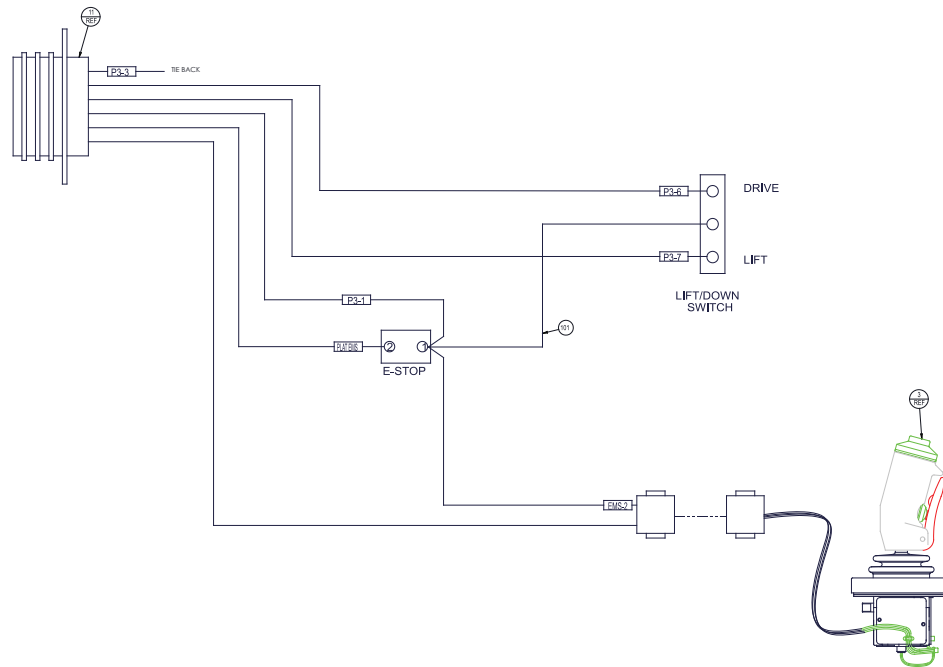 11
REF
P3-3
TIE BACK
P3-6
DRIVE
P3-7
LIFT
LIFT/DOWN
SWITCH
P3-1
101
PLAT EMS
2
1
E-STOP
3
REF
EMS-2